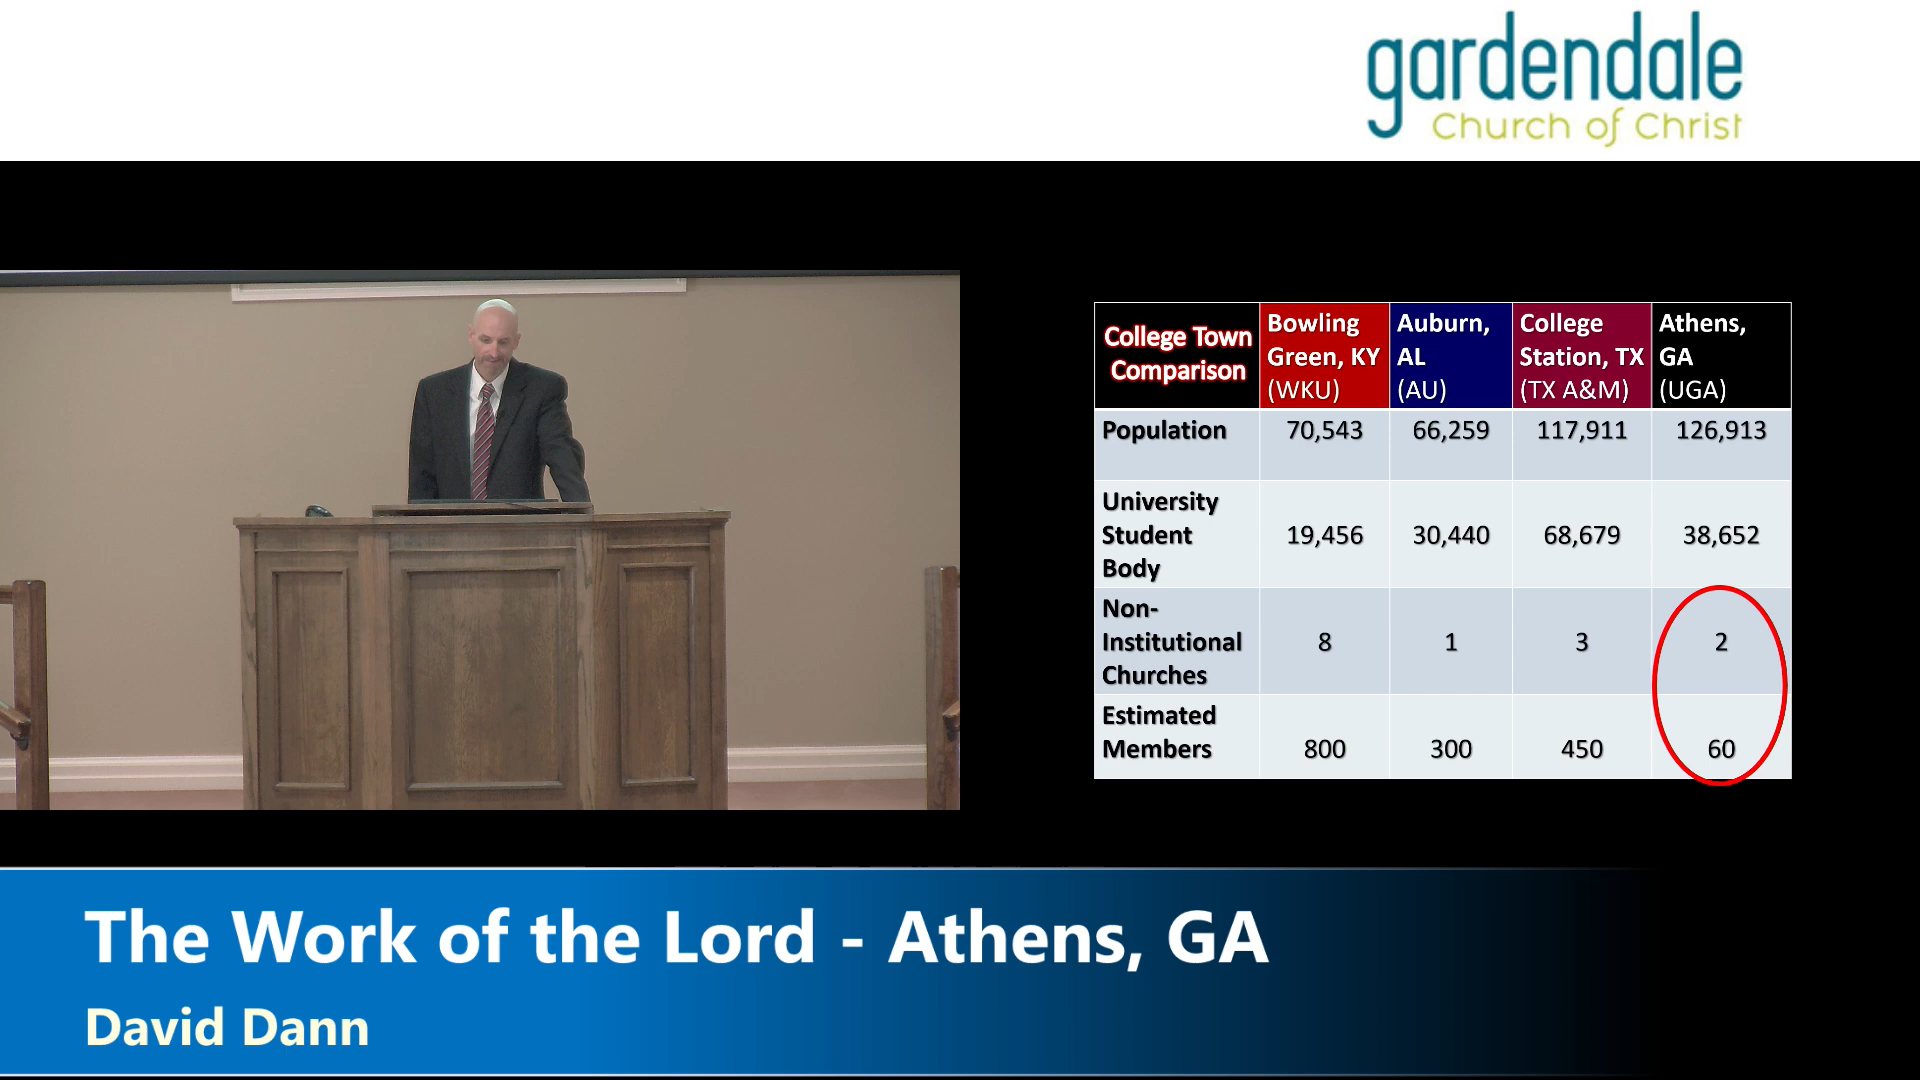 gardendale
Church of Christ
College Town
Comparison
Bowling
Green, KY
(WKU)
Auburn,
AL
(AU)
College
Station, TX
(TX A&M)
Athens,
GA
(UGA)
Population
70,543
66,259
117,911
126,913
University
Student
Body
19,456
30,440
68,679
38,652
Non-
Institutional
Churches
8
1
3
2
Estimated
Members
800
300
450
60
The Work of the Lord - Athens, GA
David Dann